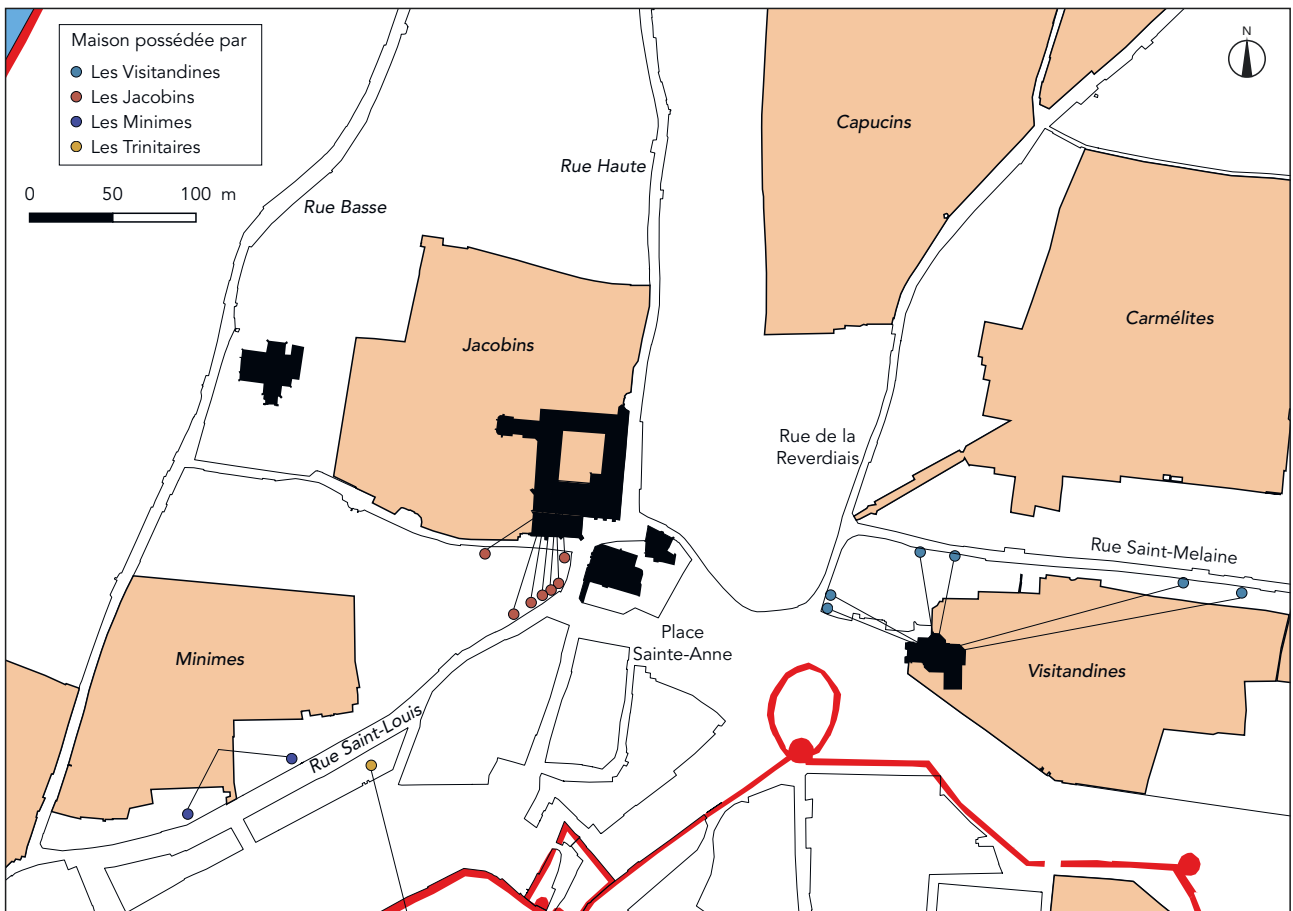 Maison possédée par
Les Visitandines
Les Jacobins
Les Minimes
Les Trinitaires
0 50 100 m
N
Capucins
Rue Haute
Rue Basse
Carmélites
Jacobins
Rue de la
Reverdiais
Rue Saint-Melaine
Place
Sainte-Anne
Minimes
Visitandines
Rue Saint-Louis